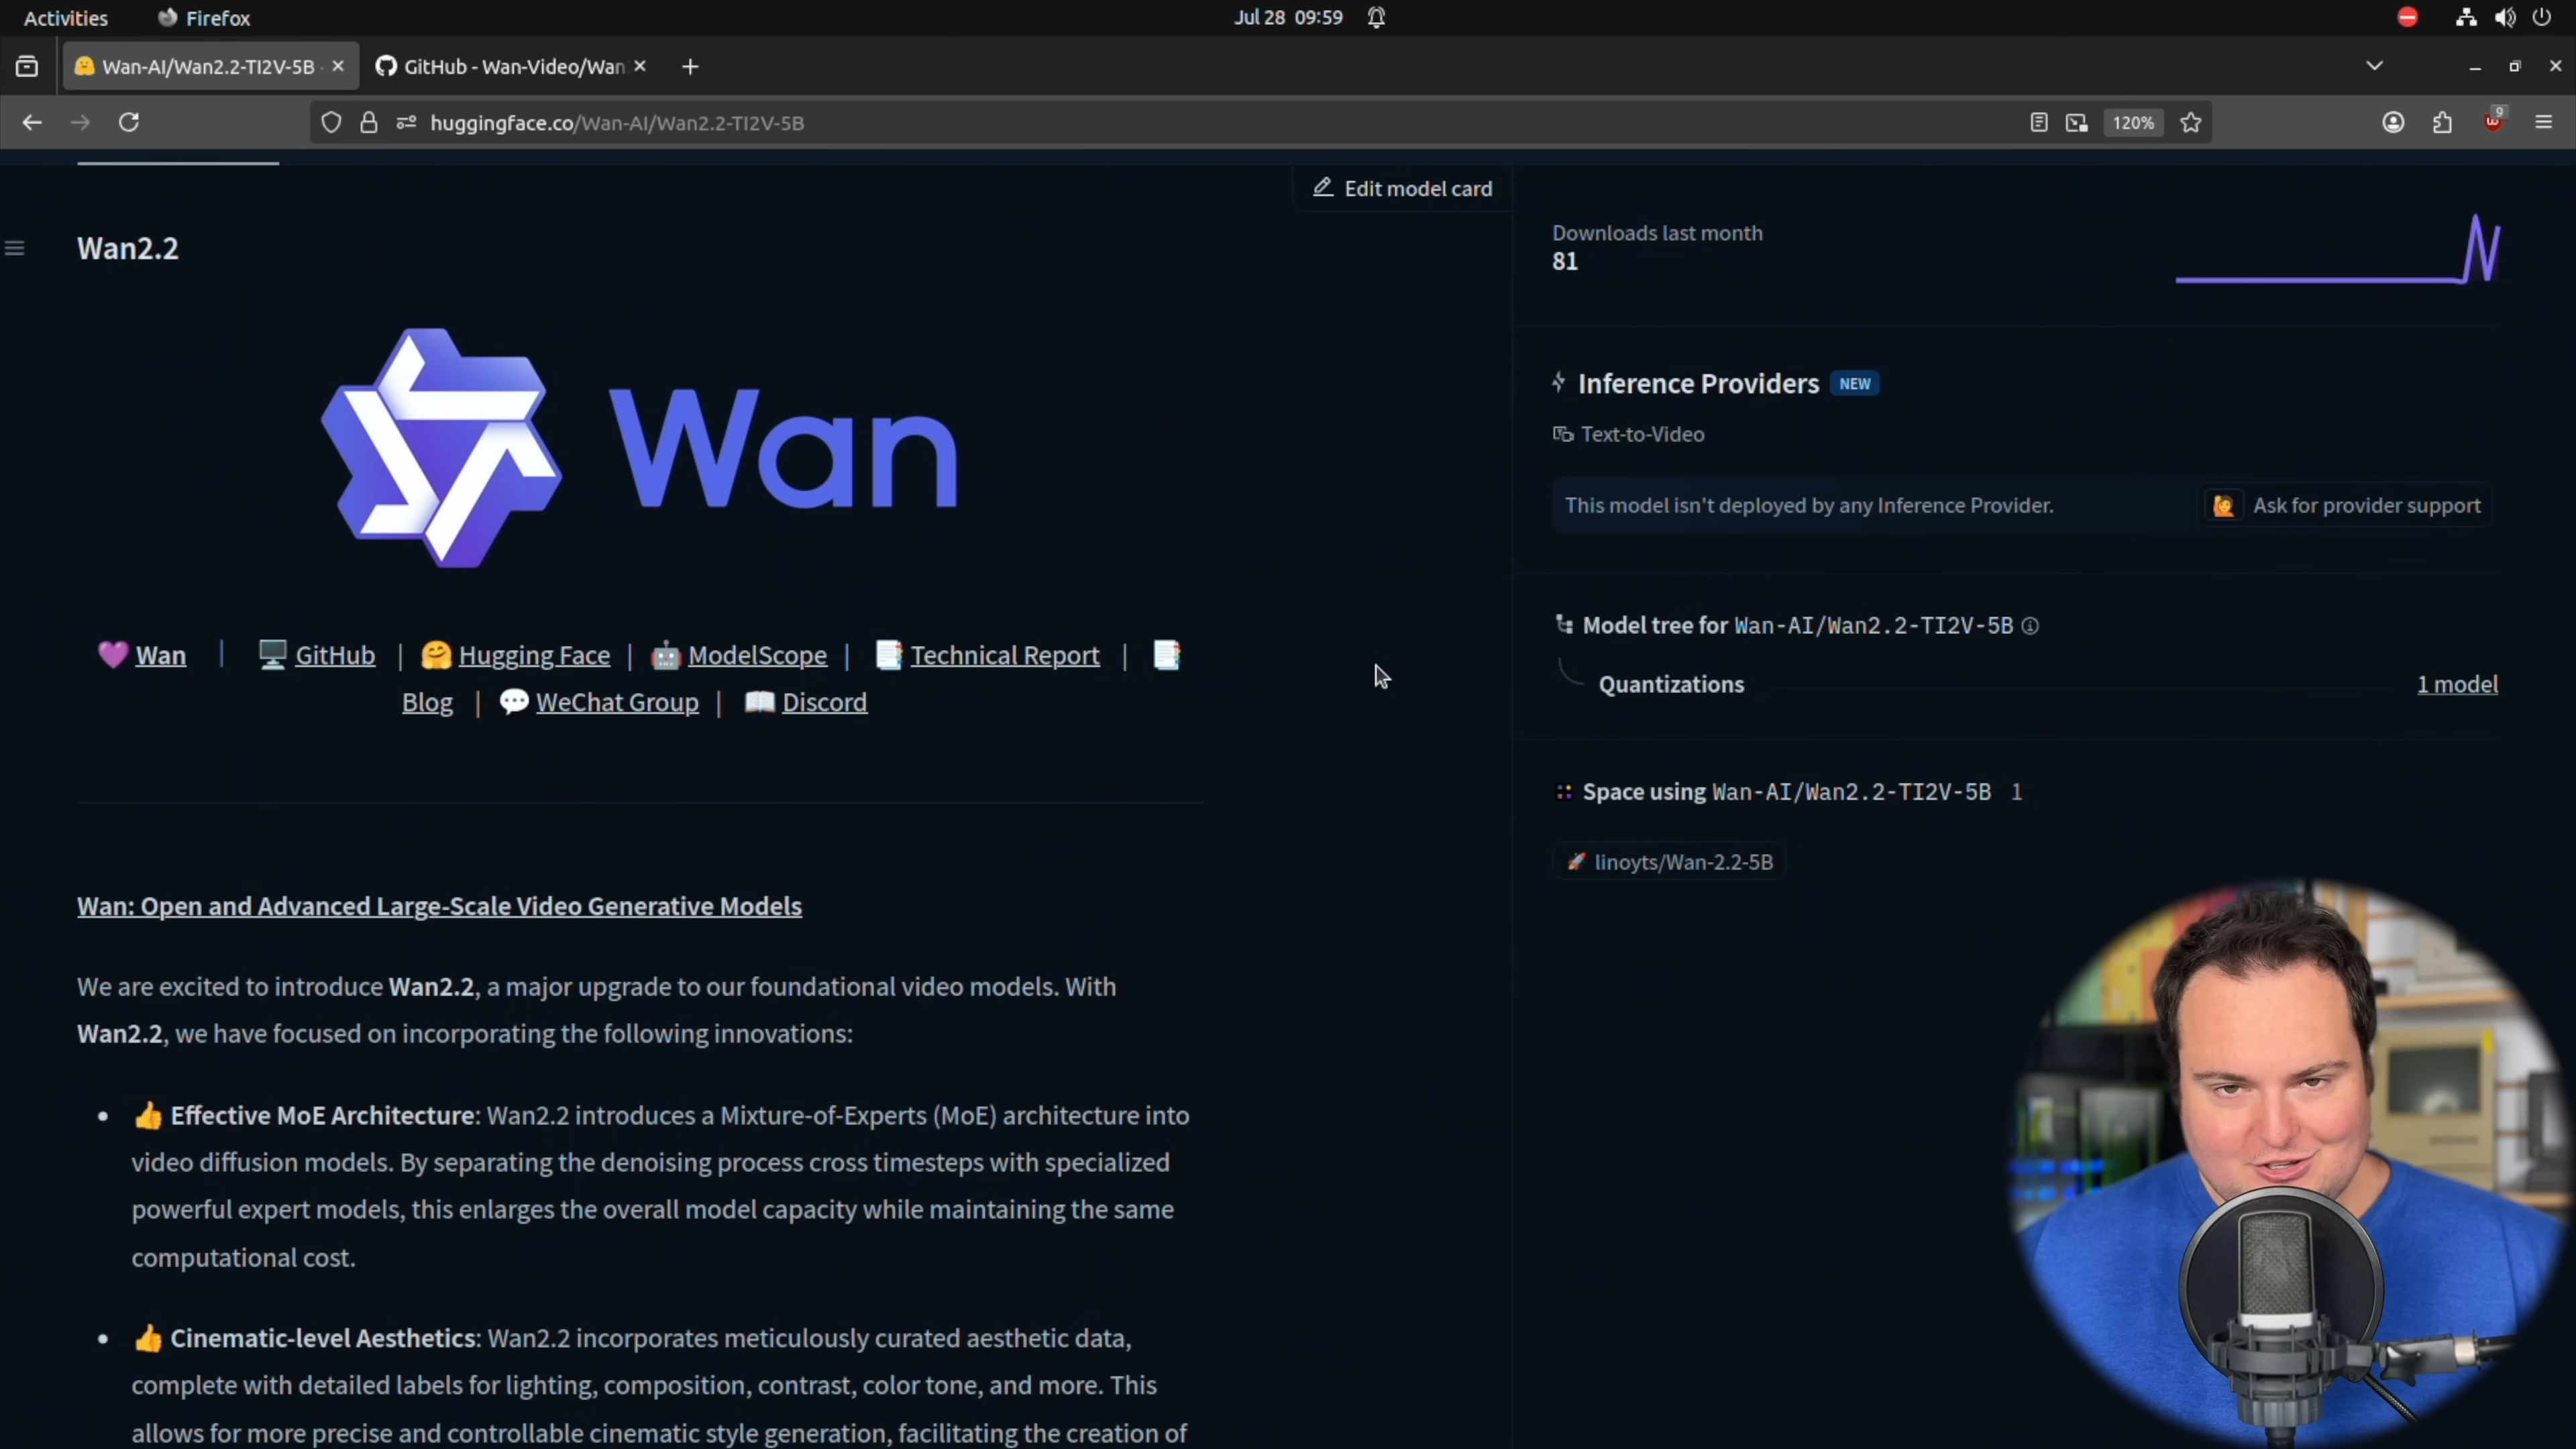 Activities
Firefox
Jul 28 09:59
Wan-AI/Wan2.2-TI2V-5B
GitHub - Wan-Video/Wan
huggingface.co/Wan-AI/Wan2.2-TI2V-5B
120%
9
Edit model card
Wan2.2
Wan
💜 Wan | 🖥️ GitHub | 🤗 Hugging Face | 🤖 ModelScope | 📑 Technical Report | 📑
Blog | 💬 WeChat Group | 📖 Discord
Wan: Open and Advanced Large-Scale Video Generative Models
We are excited to introduce Wan2.2, a major upgrade to our foundational video models. With
Wan2.2, we have focused on incorporating the following innovations:
• 👍 Effective MoE Architecture: Wan2.2 introduces a Mixture-of-Experts (MoE) architecture into
video diffusion models. By separating the denoising process cross timesteps with specialized
powerful expert models, this enlarges the overall model capacity while maintaining the same
computational cost.
• 👍 Cinematic-level Aesthetics: Wan2.2 incorporates meticulously curated aesthetic data,
complete with detailed labels for lighting, composition, contrast, color tone, and more. This
allows for more precise and controllable cinematic style generation, facilitating the creation of
Downloads last month
81
Inference Providers NEW
Text-to-Video
This model isn't deployed by any Inference Provider.
🙋 Ask for provider support
Model tree for Wan-AI/Wan2.2-TI2V-5B
Quantizations
1 model
Space using Wan-AI/Wan2.2-TI2V-5B 1
🚀 linoyts/Wan-2.2-5B